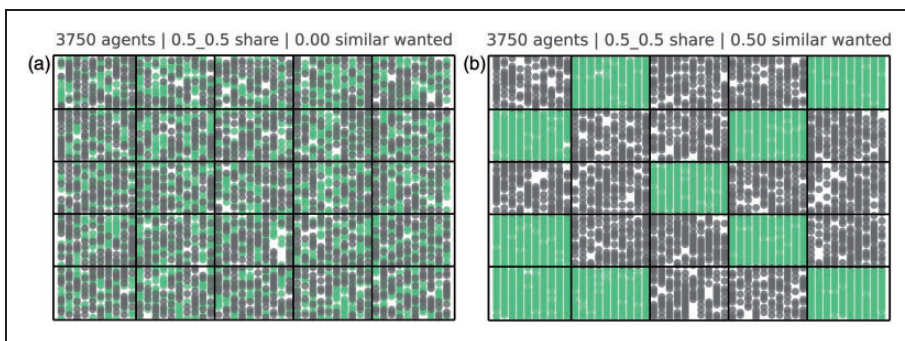 3750 agents | 0.5_0.5 share | 0.00 similar wanted
(a)
3750 agents | 0.5_0.5 share | 0.50 similar wanted
(b)